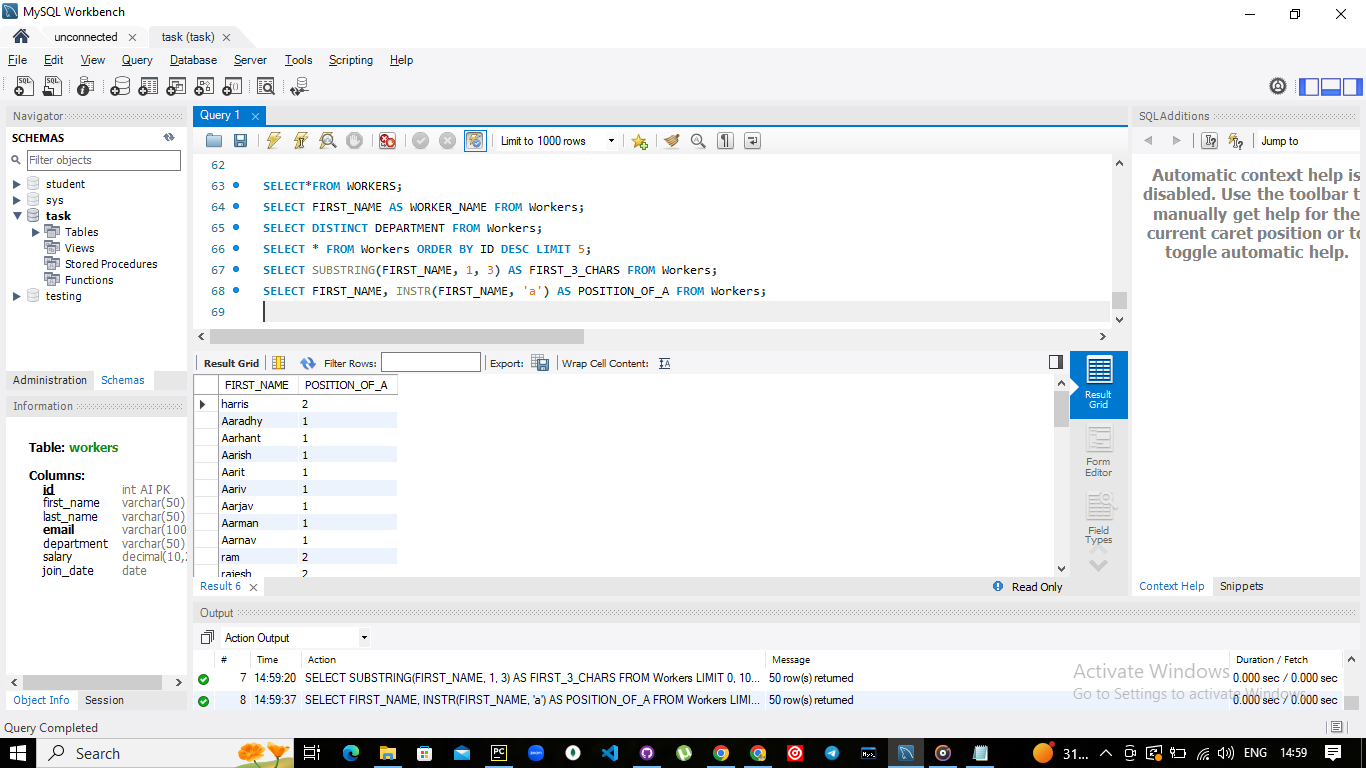 MySQL Workbench
unconnected
task (task)
File Edit View Query Database Server Tools Scripting Help
Navigator
SCHEMAS
Filter objects
student
sys
task
Tables
Views
Stored Procedures
Functions
testing
Administration Schemas
Information
Table: workers
Columns:
id int AI PK
first_name varchar(50)
last_name varchar(50)
email varchar(100
department varchar(50)
salary decimal(10,
join_date date
Object Info Session
Query Completed
Query 1
Limit to 1000 rows
62
63 SELECT*FROM WORKERS;
64 SELECT FIRST_NAME AS WORKER_NAME FROM Workers;
65 SELECT DISTINCT DEPARTMENT FROM Workers;
66 SELECT * FROM Workers ORDER BY ID DESC LIMIT 5;
67 SELECT SUBSTRING(FIRST_NAME, 1, 3) AS FIRST_3_CHARS FROM Workers;
68 SELECT FIRST_NAME, INSTR(FIRST_NAME, 'a') AS POSITION_OF_A FROM Workers;
69
Result Grid Filter Rows: Export: Wrap Cell Content:
FIRST_NAME POSITION_OF_A
harris 2
Aaradhy 1
Aarhant 1
Aarish 1
Aarit 1
Aariv 1
Aarjav 1
Aarman 1
Aarnav 1
ram 2
rajesh 2
Result Grid
Form Editor
Field Types
Result 6
Read Only
SQLAdditions
Jump to
Automatic context help is
disabled. Use the toolbar t
manually get help for the
current caret position or to
toggle automatic help.
Context Help Snippets
Output
Action Output
# Time Action Message Duration / Fetch
7 14:59:20 SELECT SUBSTRING(FIRST_NAME, 1, 3) AS FIRST_3_CHARS FROM Workers LIMIT 0, 10... 50 row(s) returned 0.000 sec / 0.000 sec
8 14:59:37 SELECT FIRST_NAME, INSTR(FIRST_NAME, 'a') AS POSITION_OF_A FROM Workers LIMI... 50 row(s) returned 0.000 sec / 0.000 sec
Activate Windows
Go to Settings to activate Windows.
Search
31...
ENG
14:59